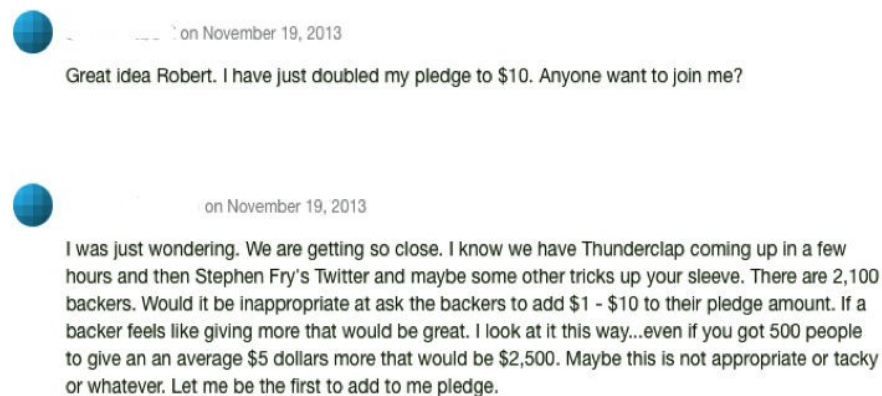 on November 19, 2013
Great idea Robert. I have just doubled my pledge to $10. Anyone want to join me?
on November 19, 2013
I was just wondering. We are getting so close. I know we have Thunderclap coming up in a few
hours and then Stephen Fry's Twitter and maybe some other tricks up your sleeve. There are 2,100
backers. Would it be inappropriate at ask the backers to add $1 - $10 to their pledge amount. If a
backer feels like giving more that would be great. I look at it this way...even if you got 500 people
to give an an average $5 dollars more that would be $2,500. Maybe this is not appropriate or tacky
or whatever. Let me be the first to add to me pledge.